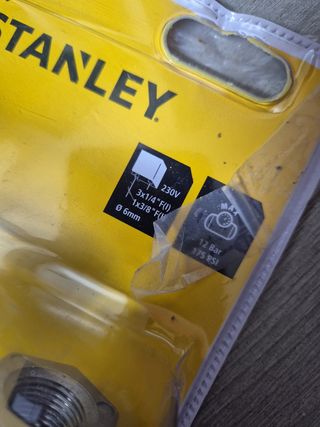 STANLEY
230V
3x1/4"F(I)
1x3/8"F(I)
Ø 6mm
MAX
12 Bar
175 PSI